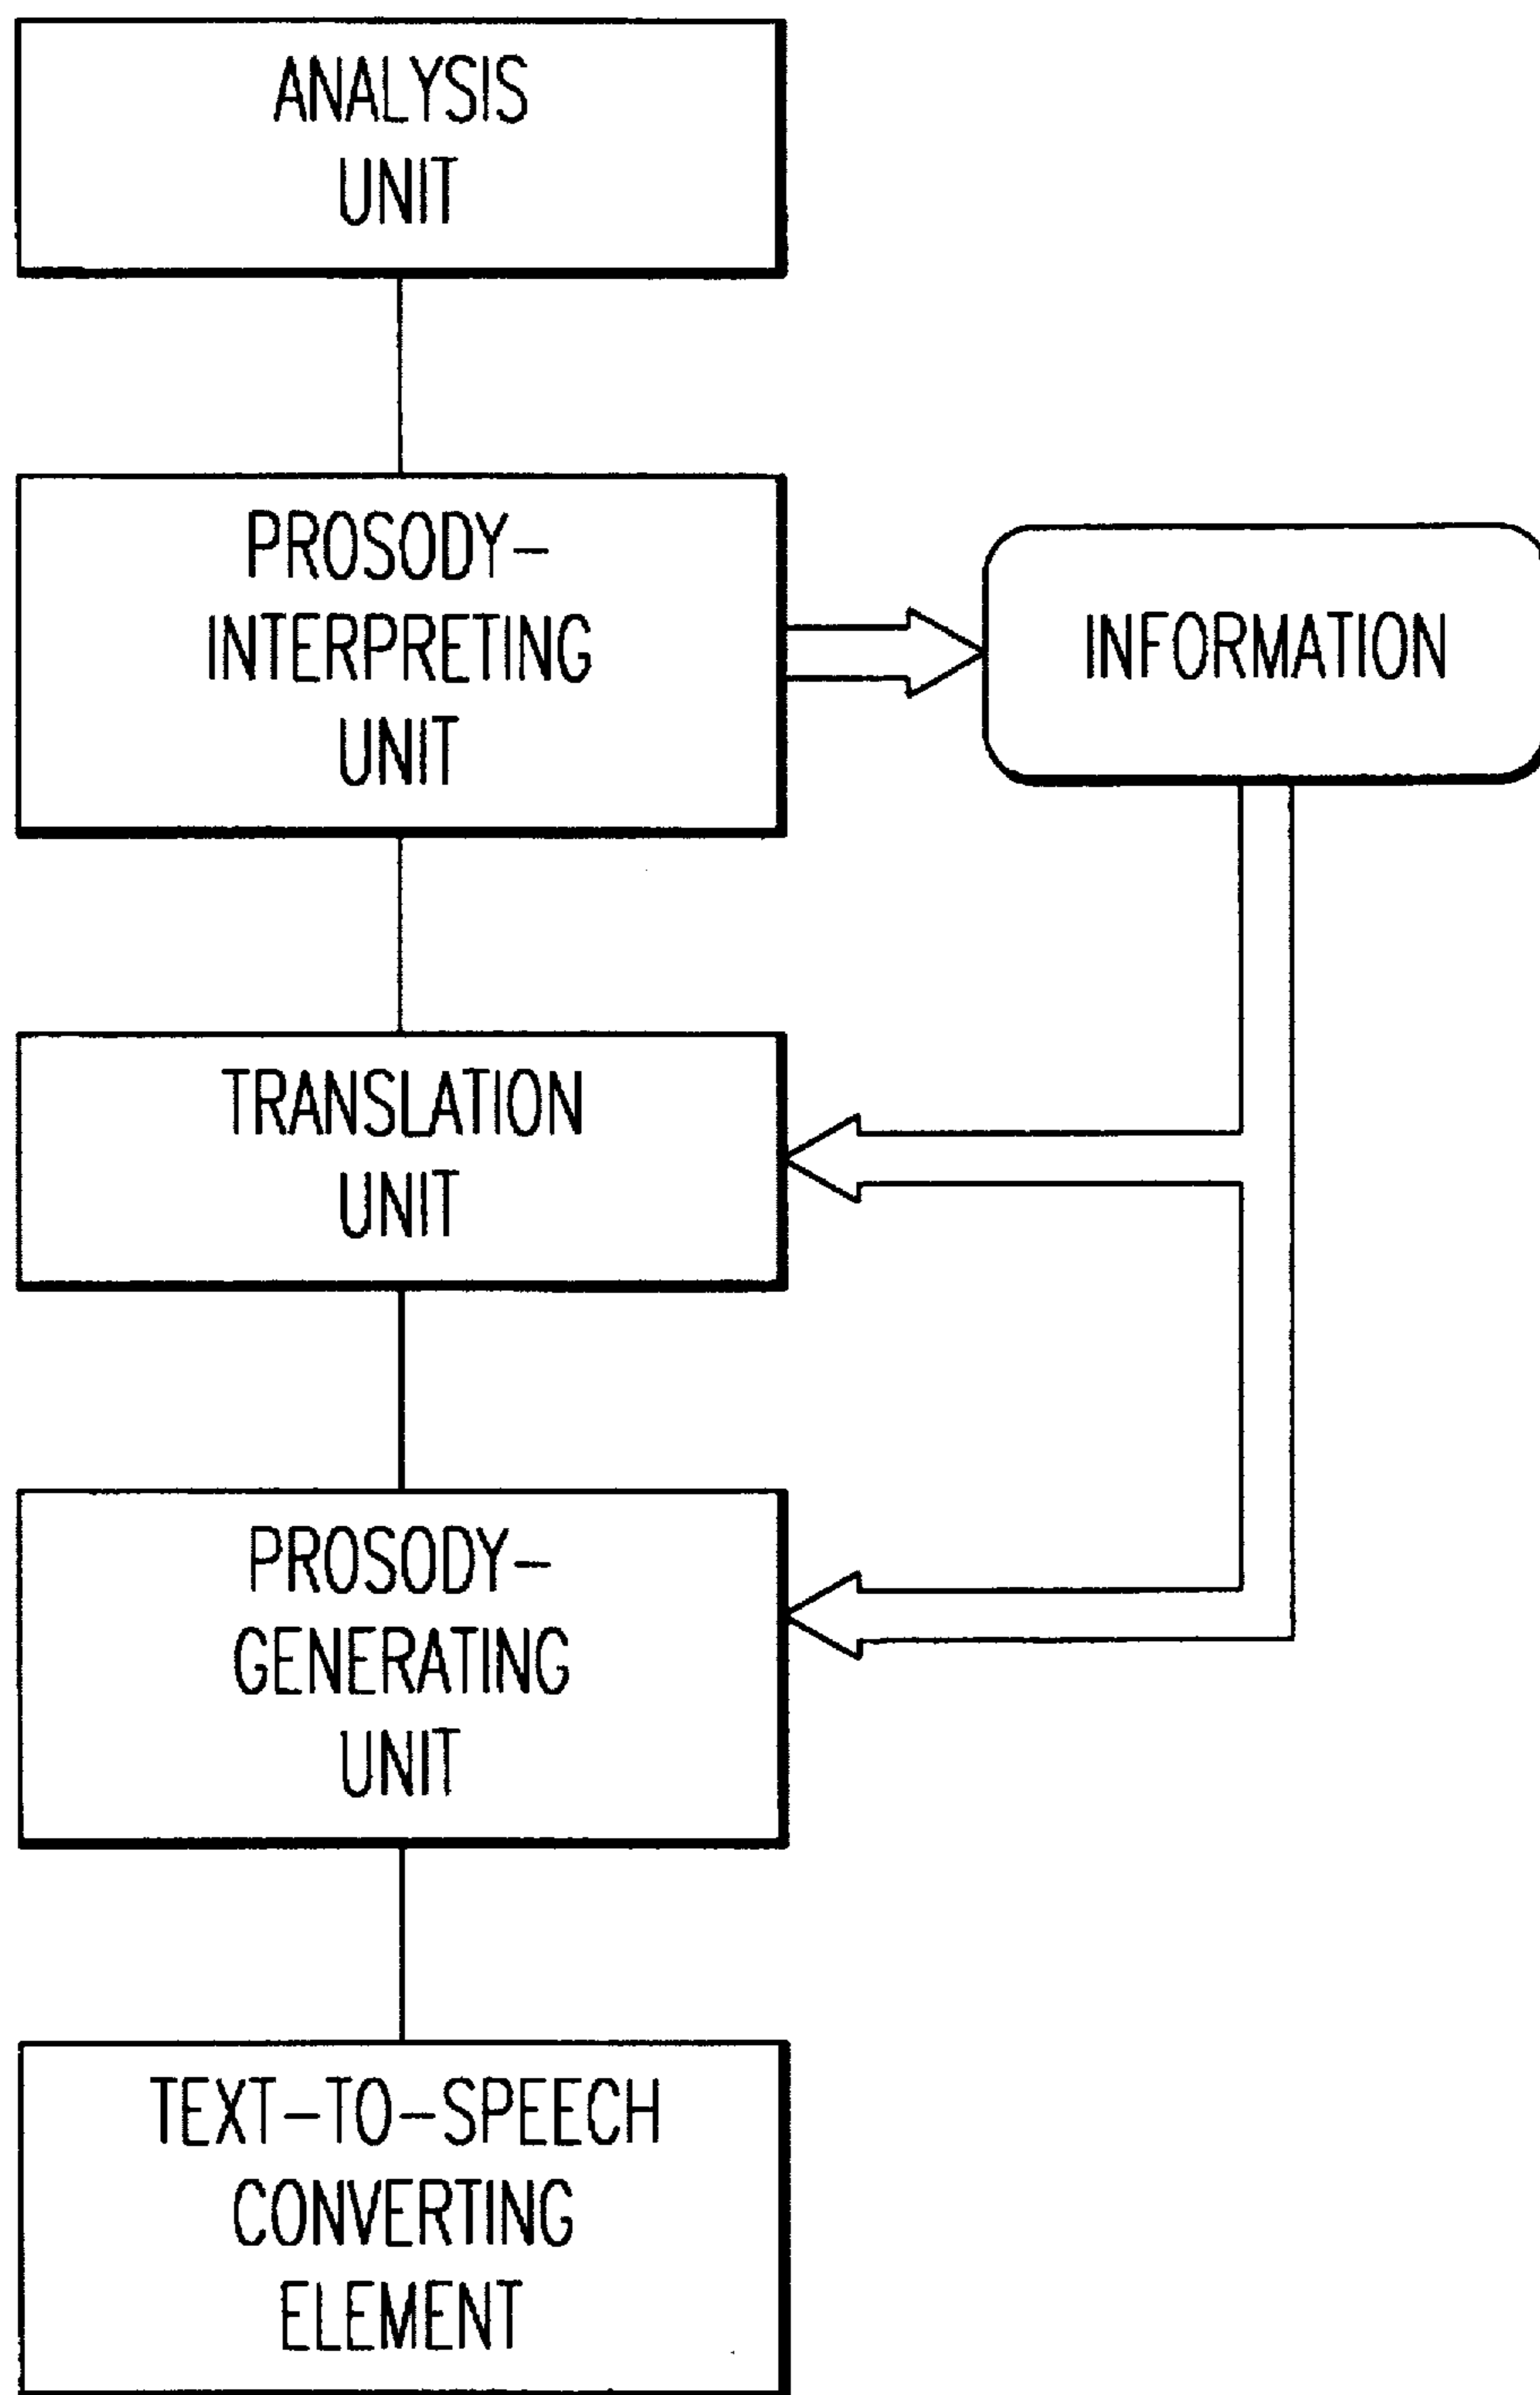 ANALYSIS
UNIT
PROSODY-
INTERPRETING
UNIT
INFORMATION
TRANSLATION
UNIT
PROSODY-
GENERATING
UNIT
TEXT-TO-SPEECH
CONVERTING
ELEMENT